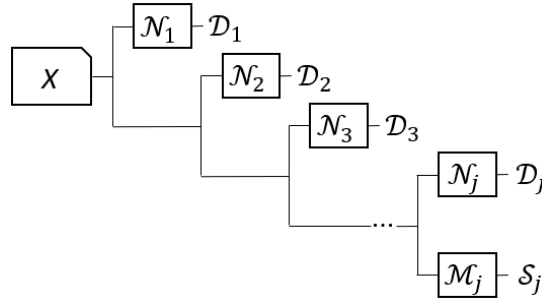 𝒩₁ 𝒟₁
X
𝒩₂ 𝒟₂
𝒩₃ 𝒟₃
𝒩ⱼ 𝒟ⱼ
...
ℳⱼ 𝒮ⱼ